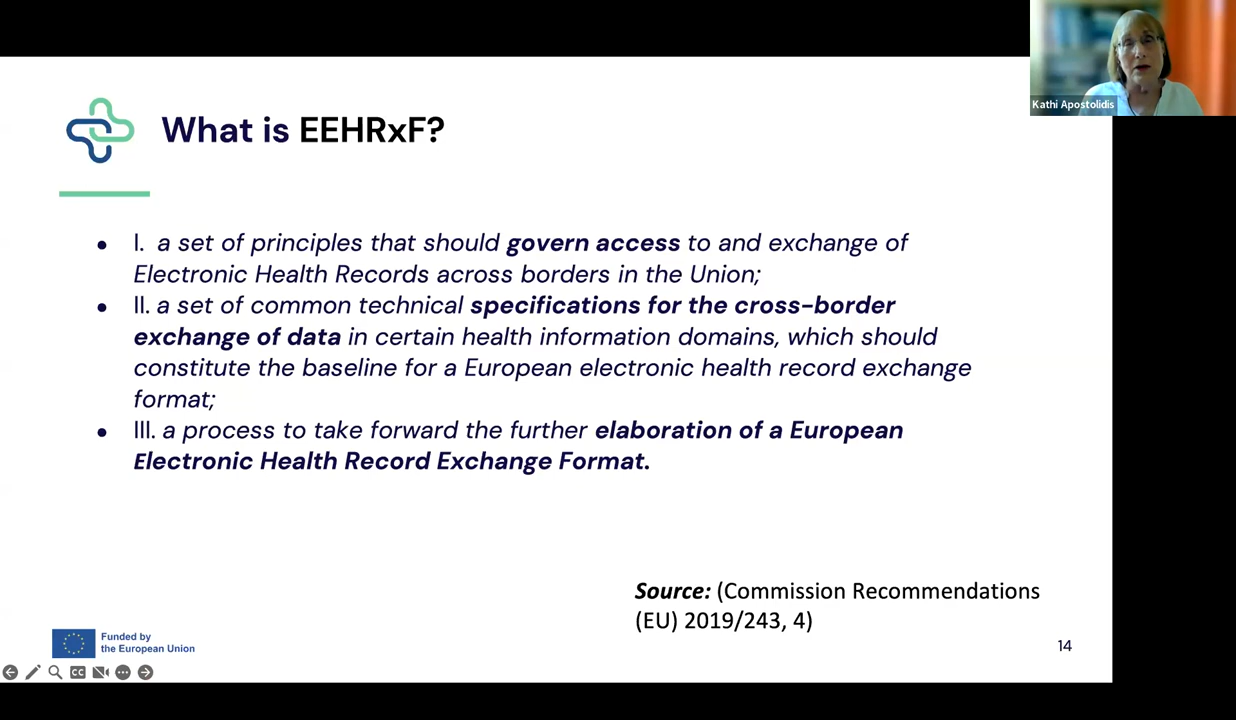 Kathi Apostolidis
What is EEHRxF?
• I. a set of principles that should govern access to and exchange of
Electronic Health Records across borders in the Union;
• II. a set of common technical specifications for the cross-border
exchange of data in certain health information domains, which should
constitute the baseline for a European electronic health record exchange
format;
• III. a process to take forward the further elaboration of a European
Electronic Health Record Exchange Format.
Source: (Commission Recommendations
(EU) 2019/243, 4)
Funded by
the European Union
14
CC